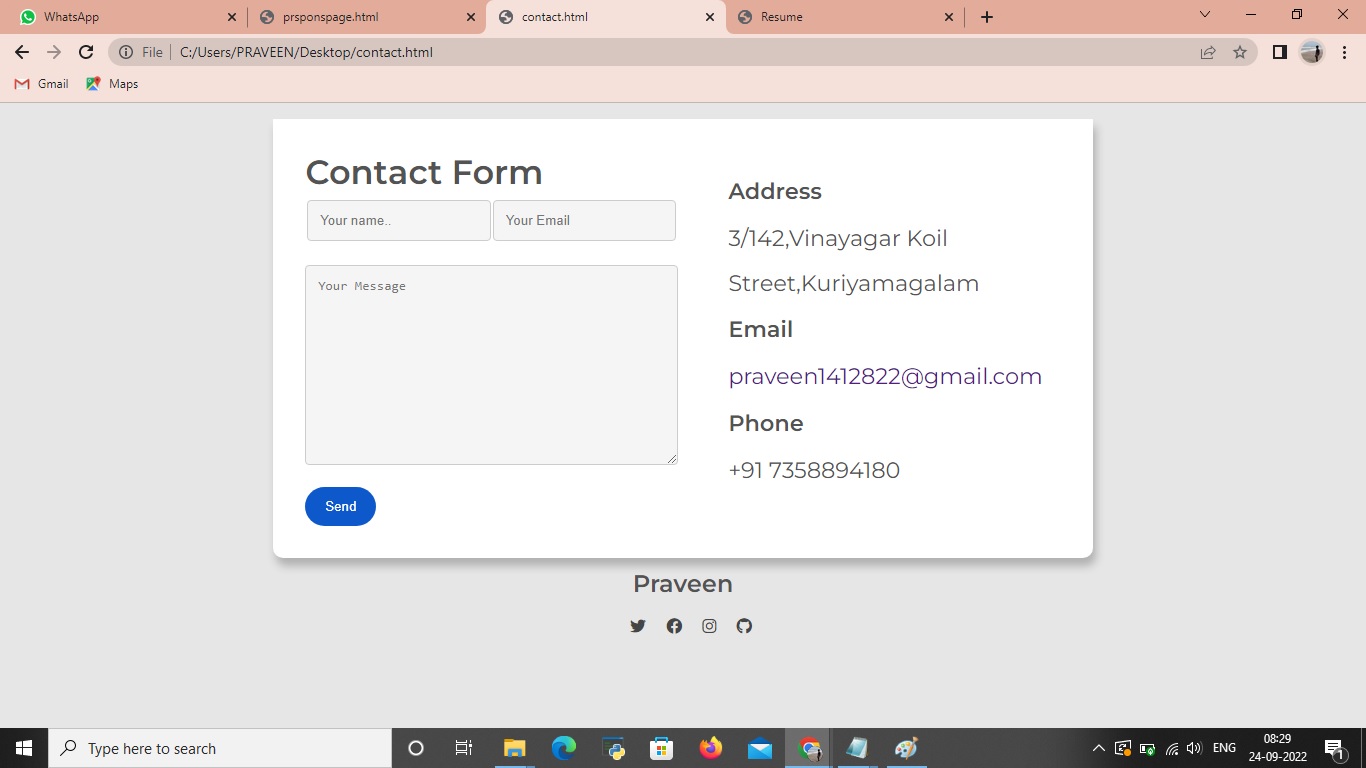 WhatsApp
prsponspage.html
contact.html
Resume
File
C:/Users/PRAVEEN/Desktop/contact.html
Gmail
Maps
Contact Form
Your name..
Your Email
Your Message
Send
Address
3/142,Vinayagar Koil
Street,Kuriyamagalam
Email
praveen1412822@gmail.com
Phone
+91 7358894180
Praveen
Type here to search
ENG
08:29
24-09-2022
1